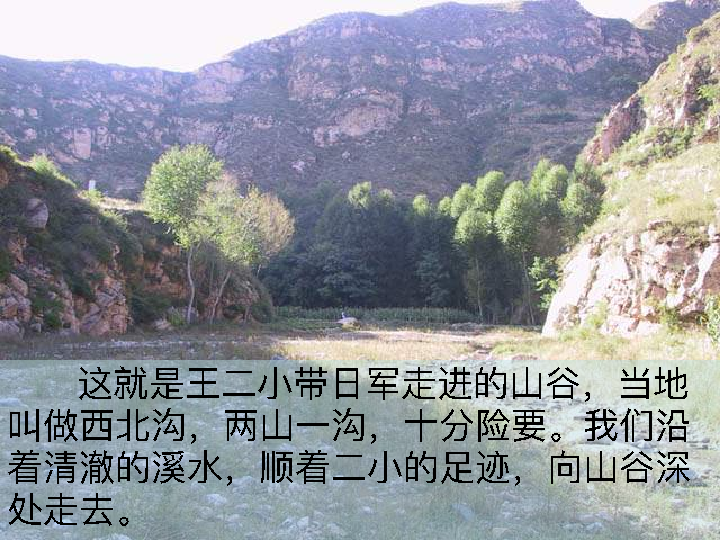 这就是王二小带日军走进的山谷，当地
叫做西北沟，两山一沟，十分险要。我们沿
着清澈的溪水，顺着二小的足迹，向山谷深
处走去。